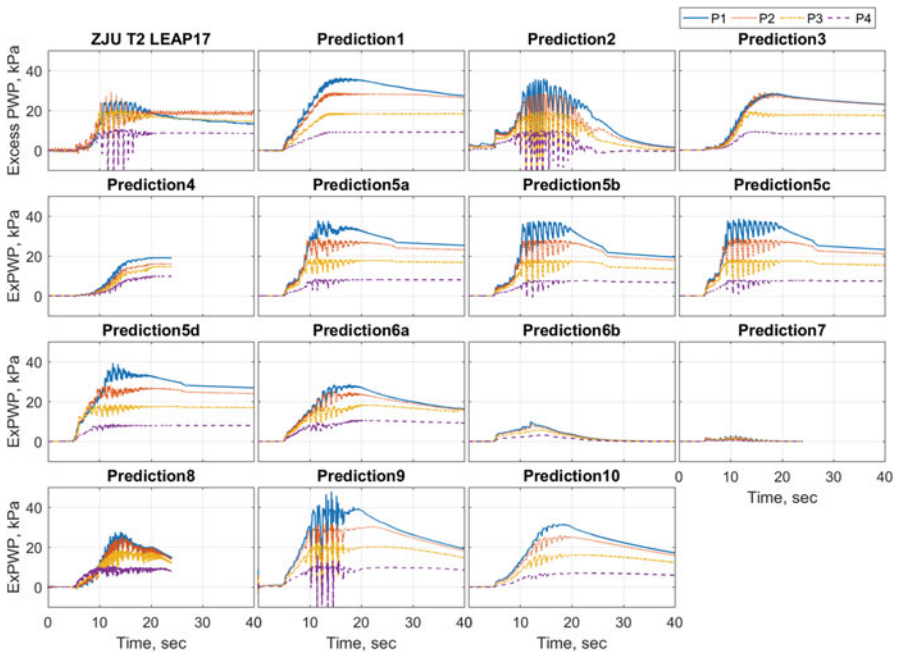 P1 P2 P3 P4
ZJU T2 LEAP17 Prediction1 Prediction2 Prediction3
Excess PWP, kPa
40
20
0
Prediction4 Prediction5a Prediction5b Prediction5c
ExPWP, kPa
40
20
0
Prediction5d Prediction6a Prediction6b Prediction7
ExPWP, kPa
40
20
0
0 10 20 30 40
Time, sec
Prediction8 Prediction9 Prediction10
ExPWP, kPa
40
20
0
0 10 20 30 40 0 10 20 30 40 0 10 20 30 40
Time, sec Time, sec Time, sec